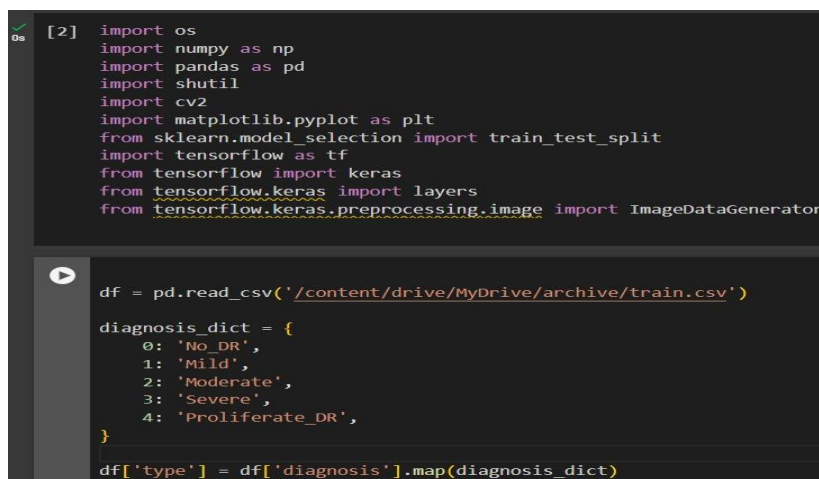 0s [2] import os
import numpy as np
import pandas as pd
import shutil
import cv2
import matplotlib.pyplot as plt
from sklearn.model_selection import train_test_split
import tensorflow as tf
from tensorflow import keras
from tensorflow.keras import layers
from tensorflow.keras.preprocessing.image import ImageDataGenerator
df = pd.read_csv('/content/drive/MyDrive/archive/train.csv')
diagnosis_dict = {
0: 'No_DR',
1: 'Mild',
2: 'Moderate',
3: 'Severe',
4: 'Proliferate_DR',
}
df['type'] = df['diagnosis'].map(diagnosis_dict)